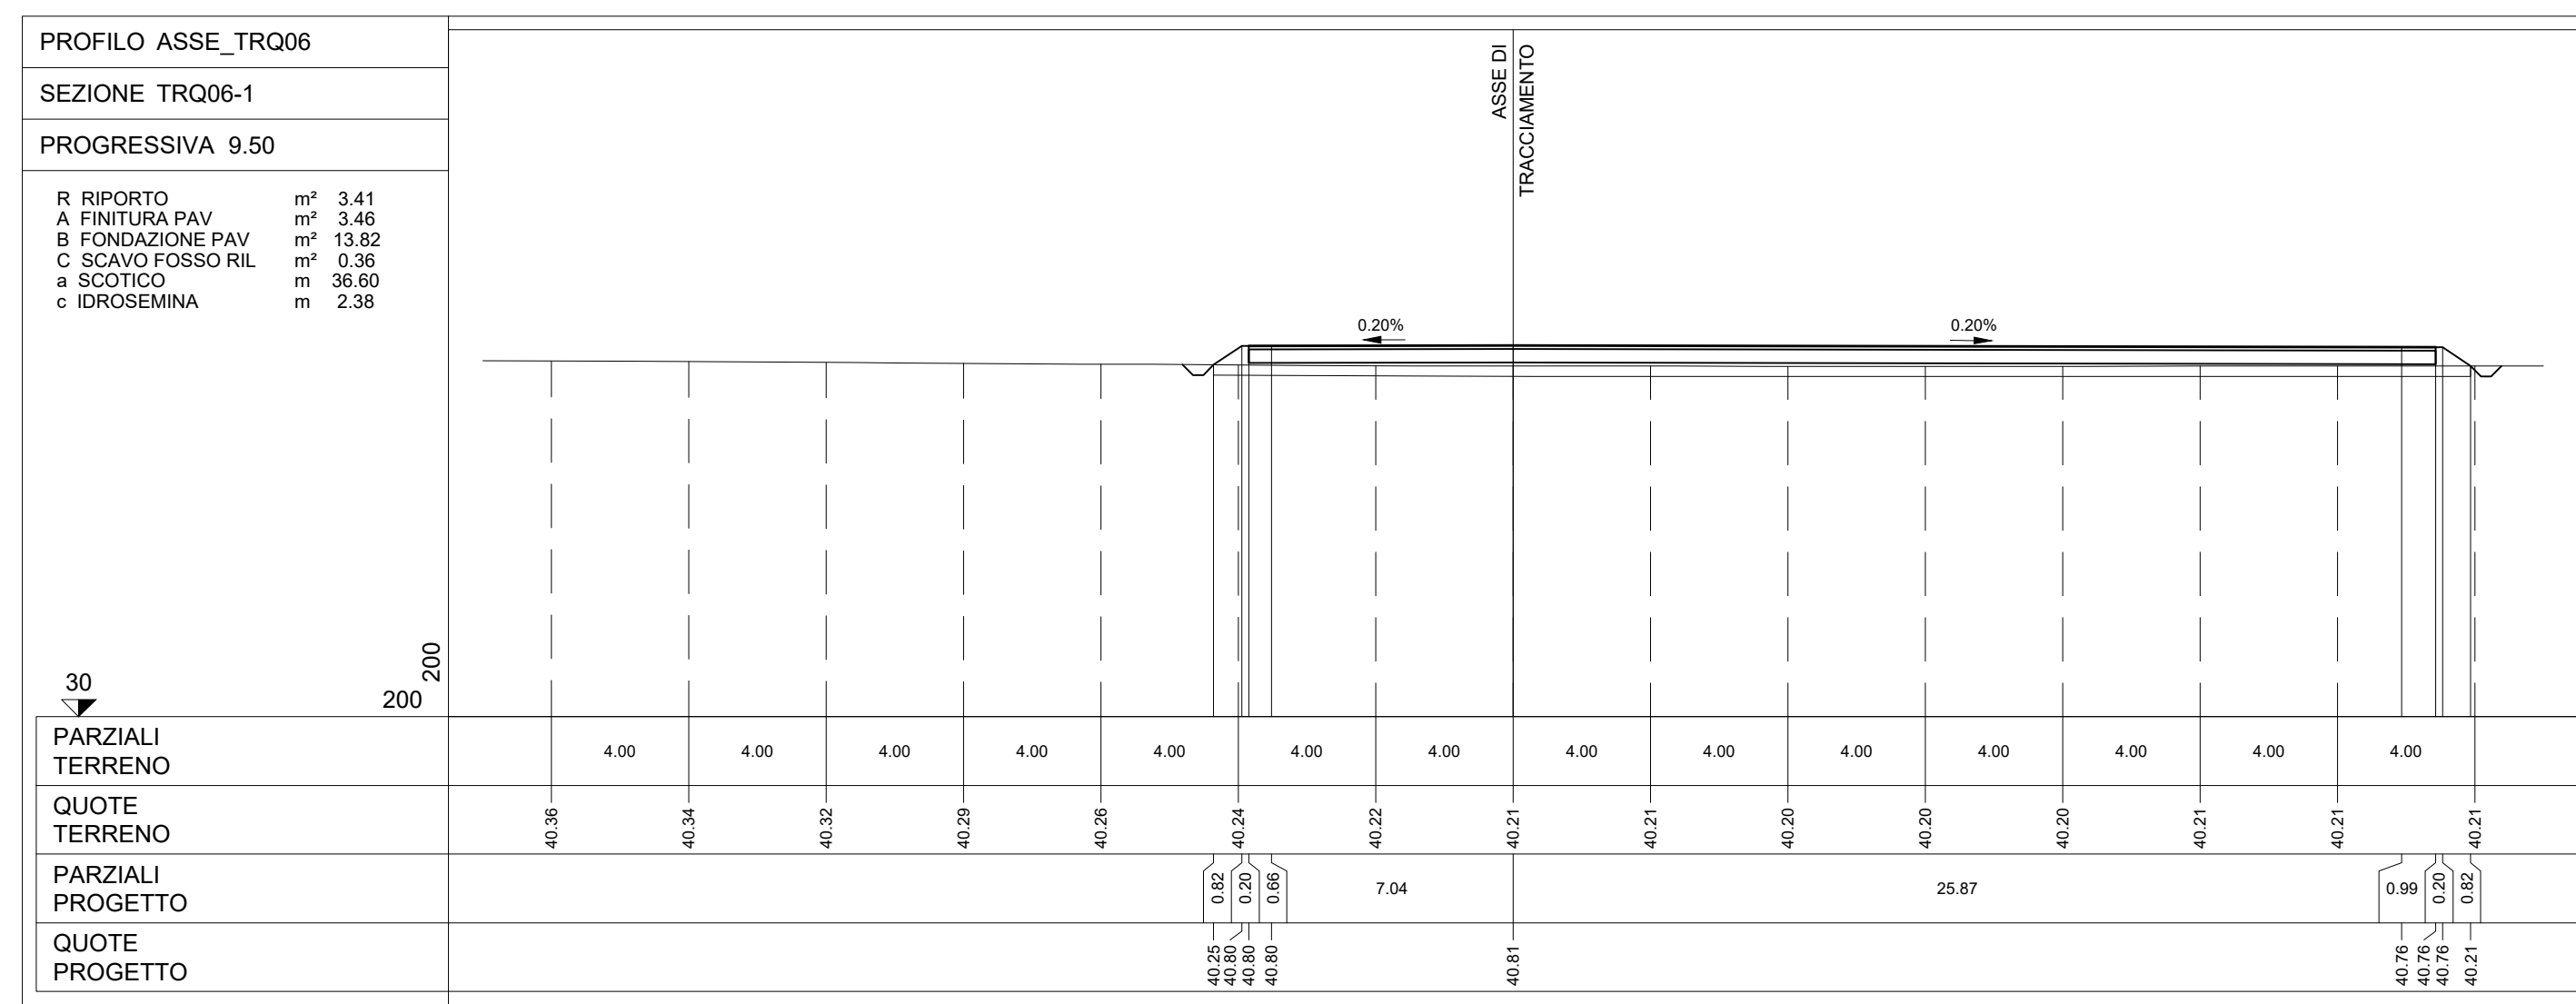 PROFILO ASSE_TRQ06
SEZIONE TRQ06-1
PROGRESSIVA 9.50
R RIPORTO m² 3.41
A FINITURA PAV m² 3.46
B FONDAZIONE PAV m² 13.82
C SCAVO FOSSO RIL m² 0.36
a SCOTICO m 36.60
c IDROSEMINA m 2.38
ASSE DI
TRACCIAMENTO
0.20% 0.20%
30
200
200
PARZIALI
TERRENO
4.00 4.00 4.00 4.00 4.00 4.00 4.00 4.00 4.00 4.00 4.00 4.00 4.00 4.00
QUOTE
TERRENO
40.36 40.34 40.32 40.29 40.26 40.24 40.22 40.21 40.21 40.20 40.20 40.20 40.21 40.21 40.21
PARZIALI
PROGETTO
0.82 0.20 0.66 7.04 25.87 0.99 0.20 0.82
QUOTE
PROGETTO
40.25 40.80 40.80 40.80 40.81 40.76 40.76 40.76 40.21